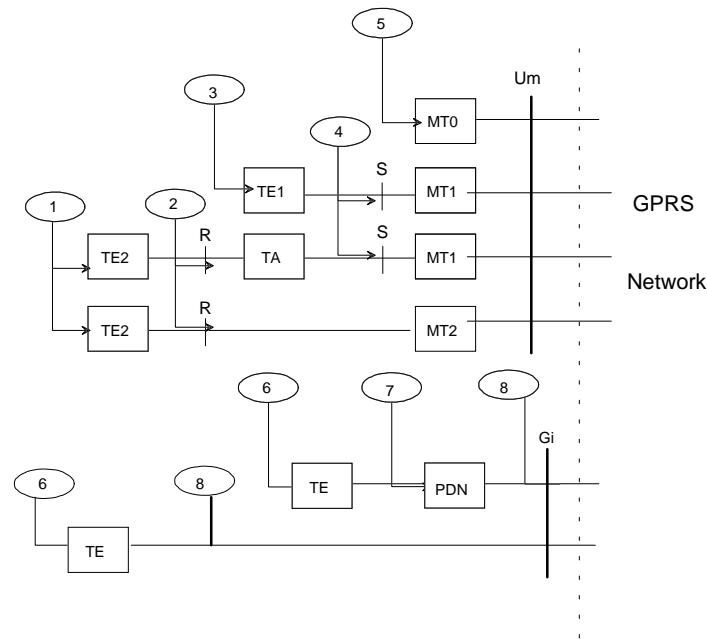 5
Um
3
4
MT0
S
TE1
MT1
1
2
GPRS
R
S
TE2
TA
MT1
Network
R
TE2
MT2
6
7
8
Gi
6
8
TE
PDN
TE